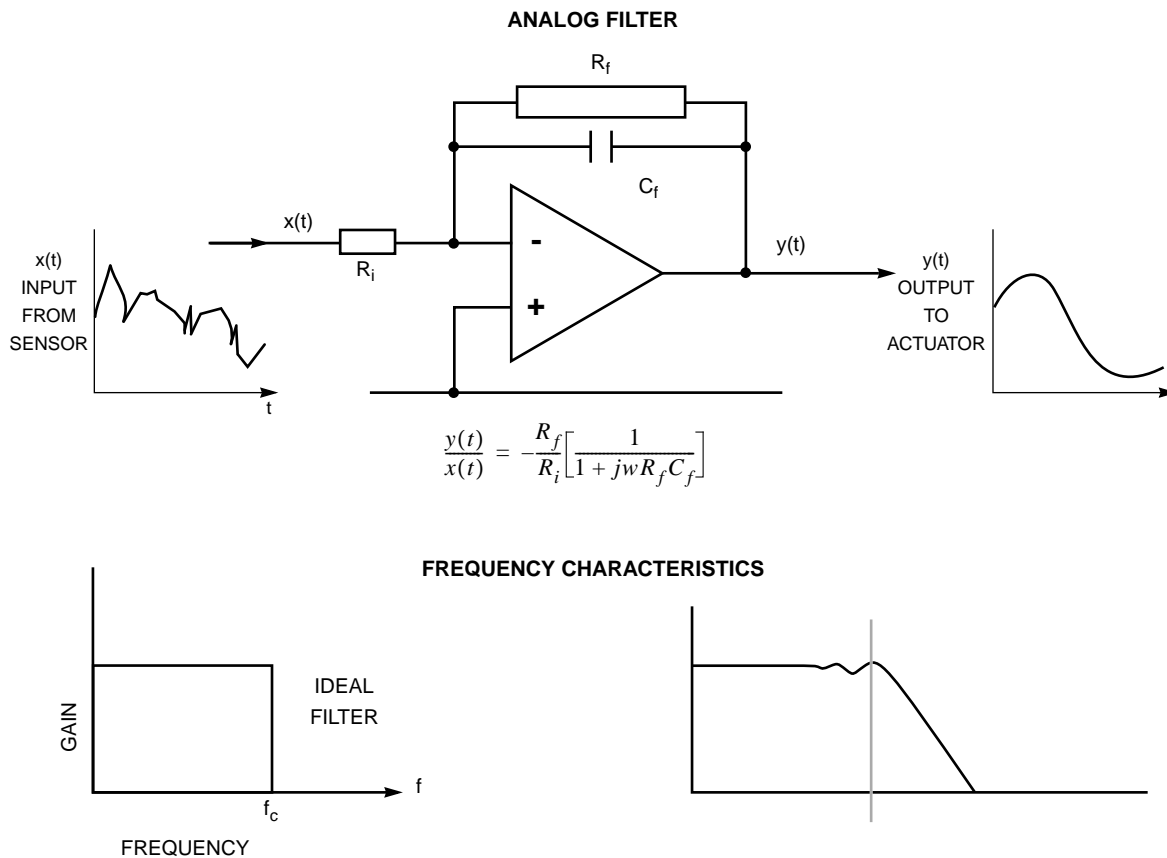 ANALOG FILTER
R_f
C_f
x(t)
R_i
-
+
y(t)
x(t)
INPUT
FROM
SENSOR
t
y(t)
OUTPUT
TO
ACTUATOR
y(t)/x(t) = -R_f/R_i[1/(1 + jwR_fC_f)]
FREQUENCY CHARACTERISTICS
GAIN
IDEAL
FILTER
f
f_c
FREQUENCY